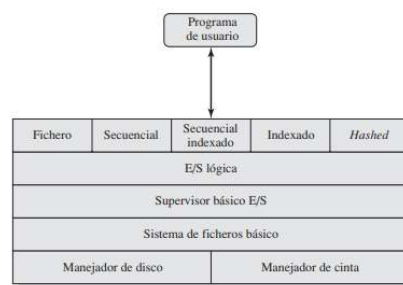 Programa
de usuario
Fichero
Secuencial
Secuencial
indexado
Indexado
Hashed
E/S lógica
Supervisor básico E/S
Sistema de ficheros básico
Manejador de disco
Manejador de cinta